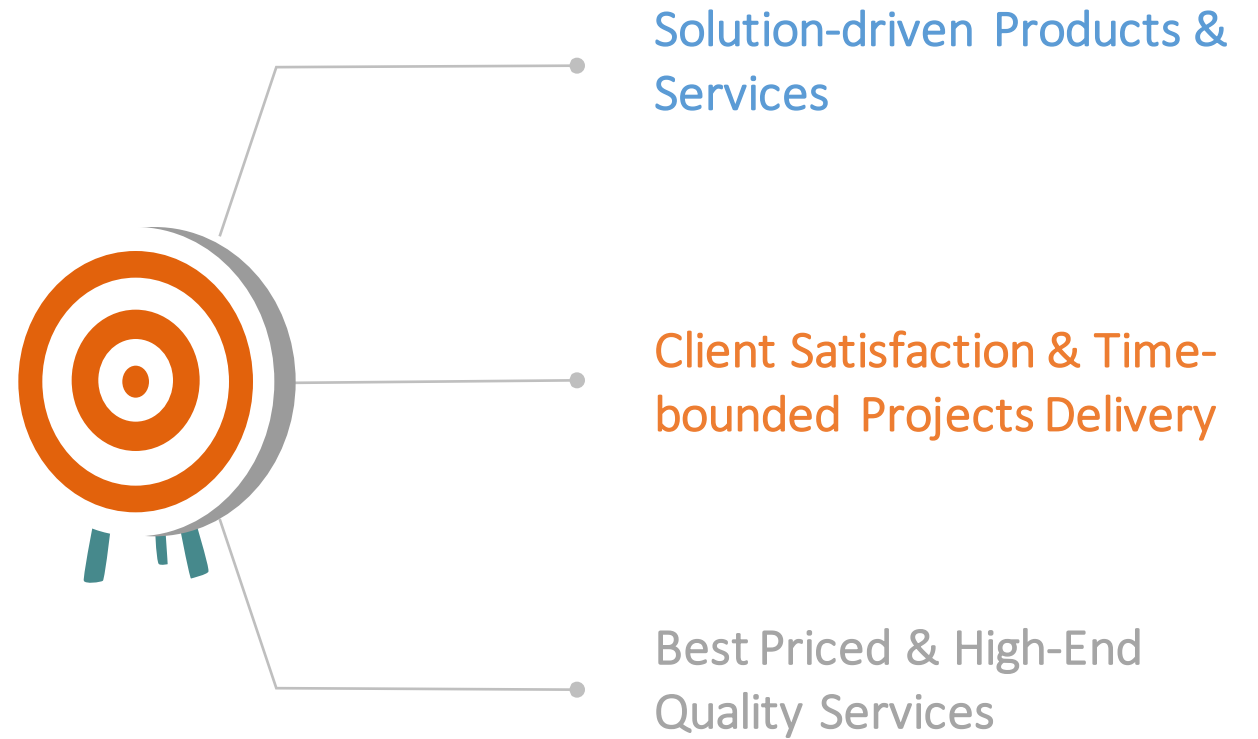 Solution-driven Products &
Services
Client Satisfaction & Time-
bounded Projects Delivery
Best Priced & High-End
Quality Services